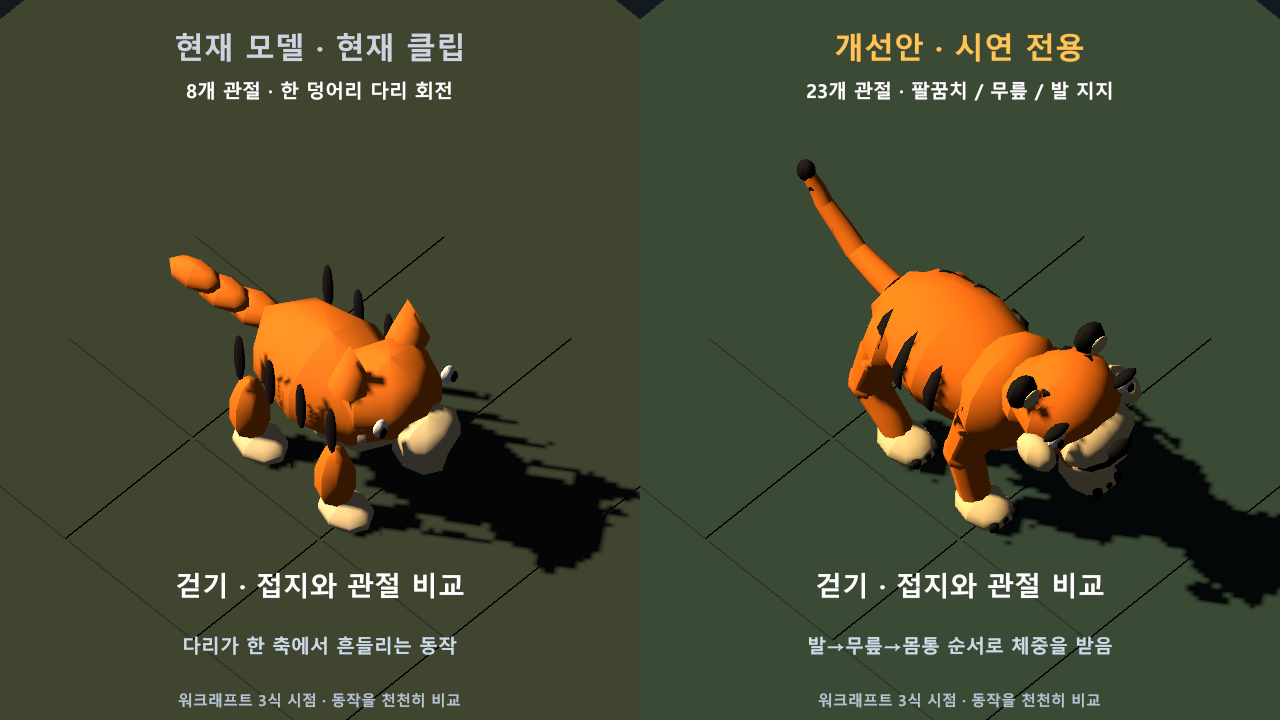 현재 모델 · 현재 클립
8개 관절 · 한 덩어리 다리 회전
걷기 · 접지와 관절 비교
다리가 한 축에서 흔들리는 동작
워크래프트 3식 시점 · 동작을 천천히 비교
개선안 · 시연 전용
23개 관절 · 팔꿈치 / 무릎 / 발 지지
걷기 · 접지와 관절 비교
발→무릎→몸통 순서로 체중을 받음
워크래프트 3식 시점 · 동작을 천천히 비교